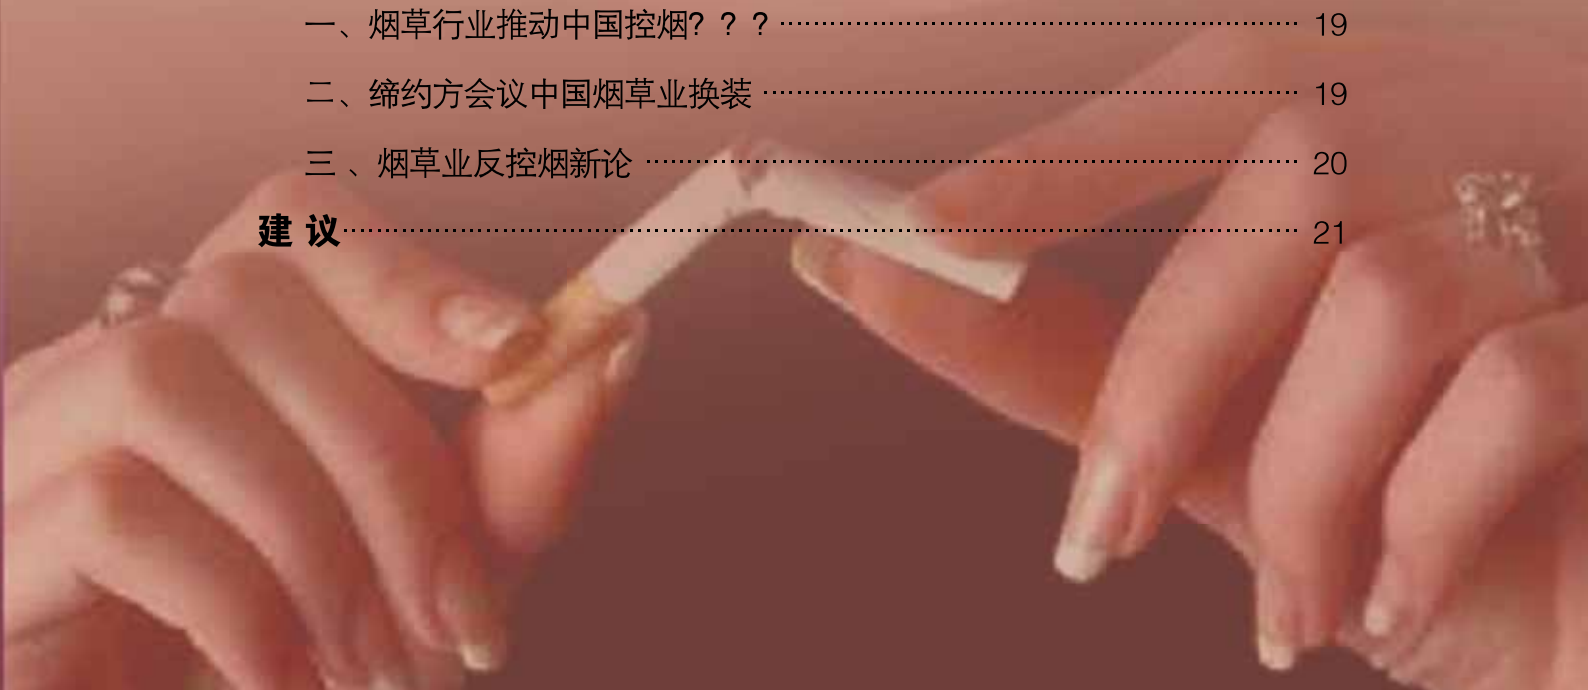 一、烟草行业推动中国控烟？？？ 19
二、缔约方会议中国烟草业换装 19
三 、烟草业反控烟新论 20
建 议 21